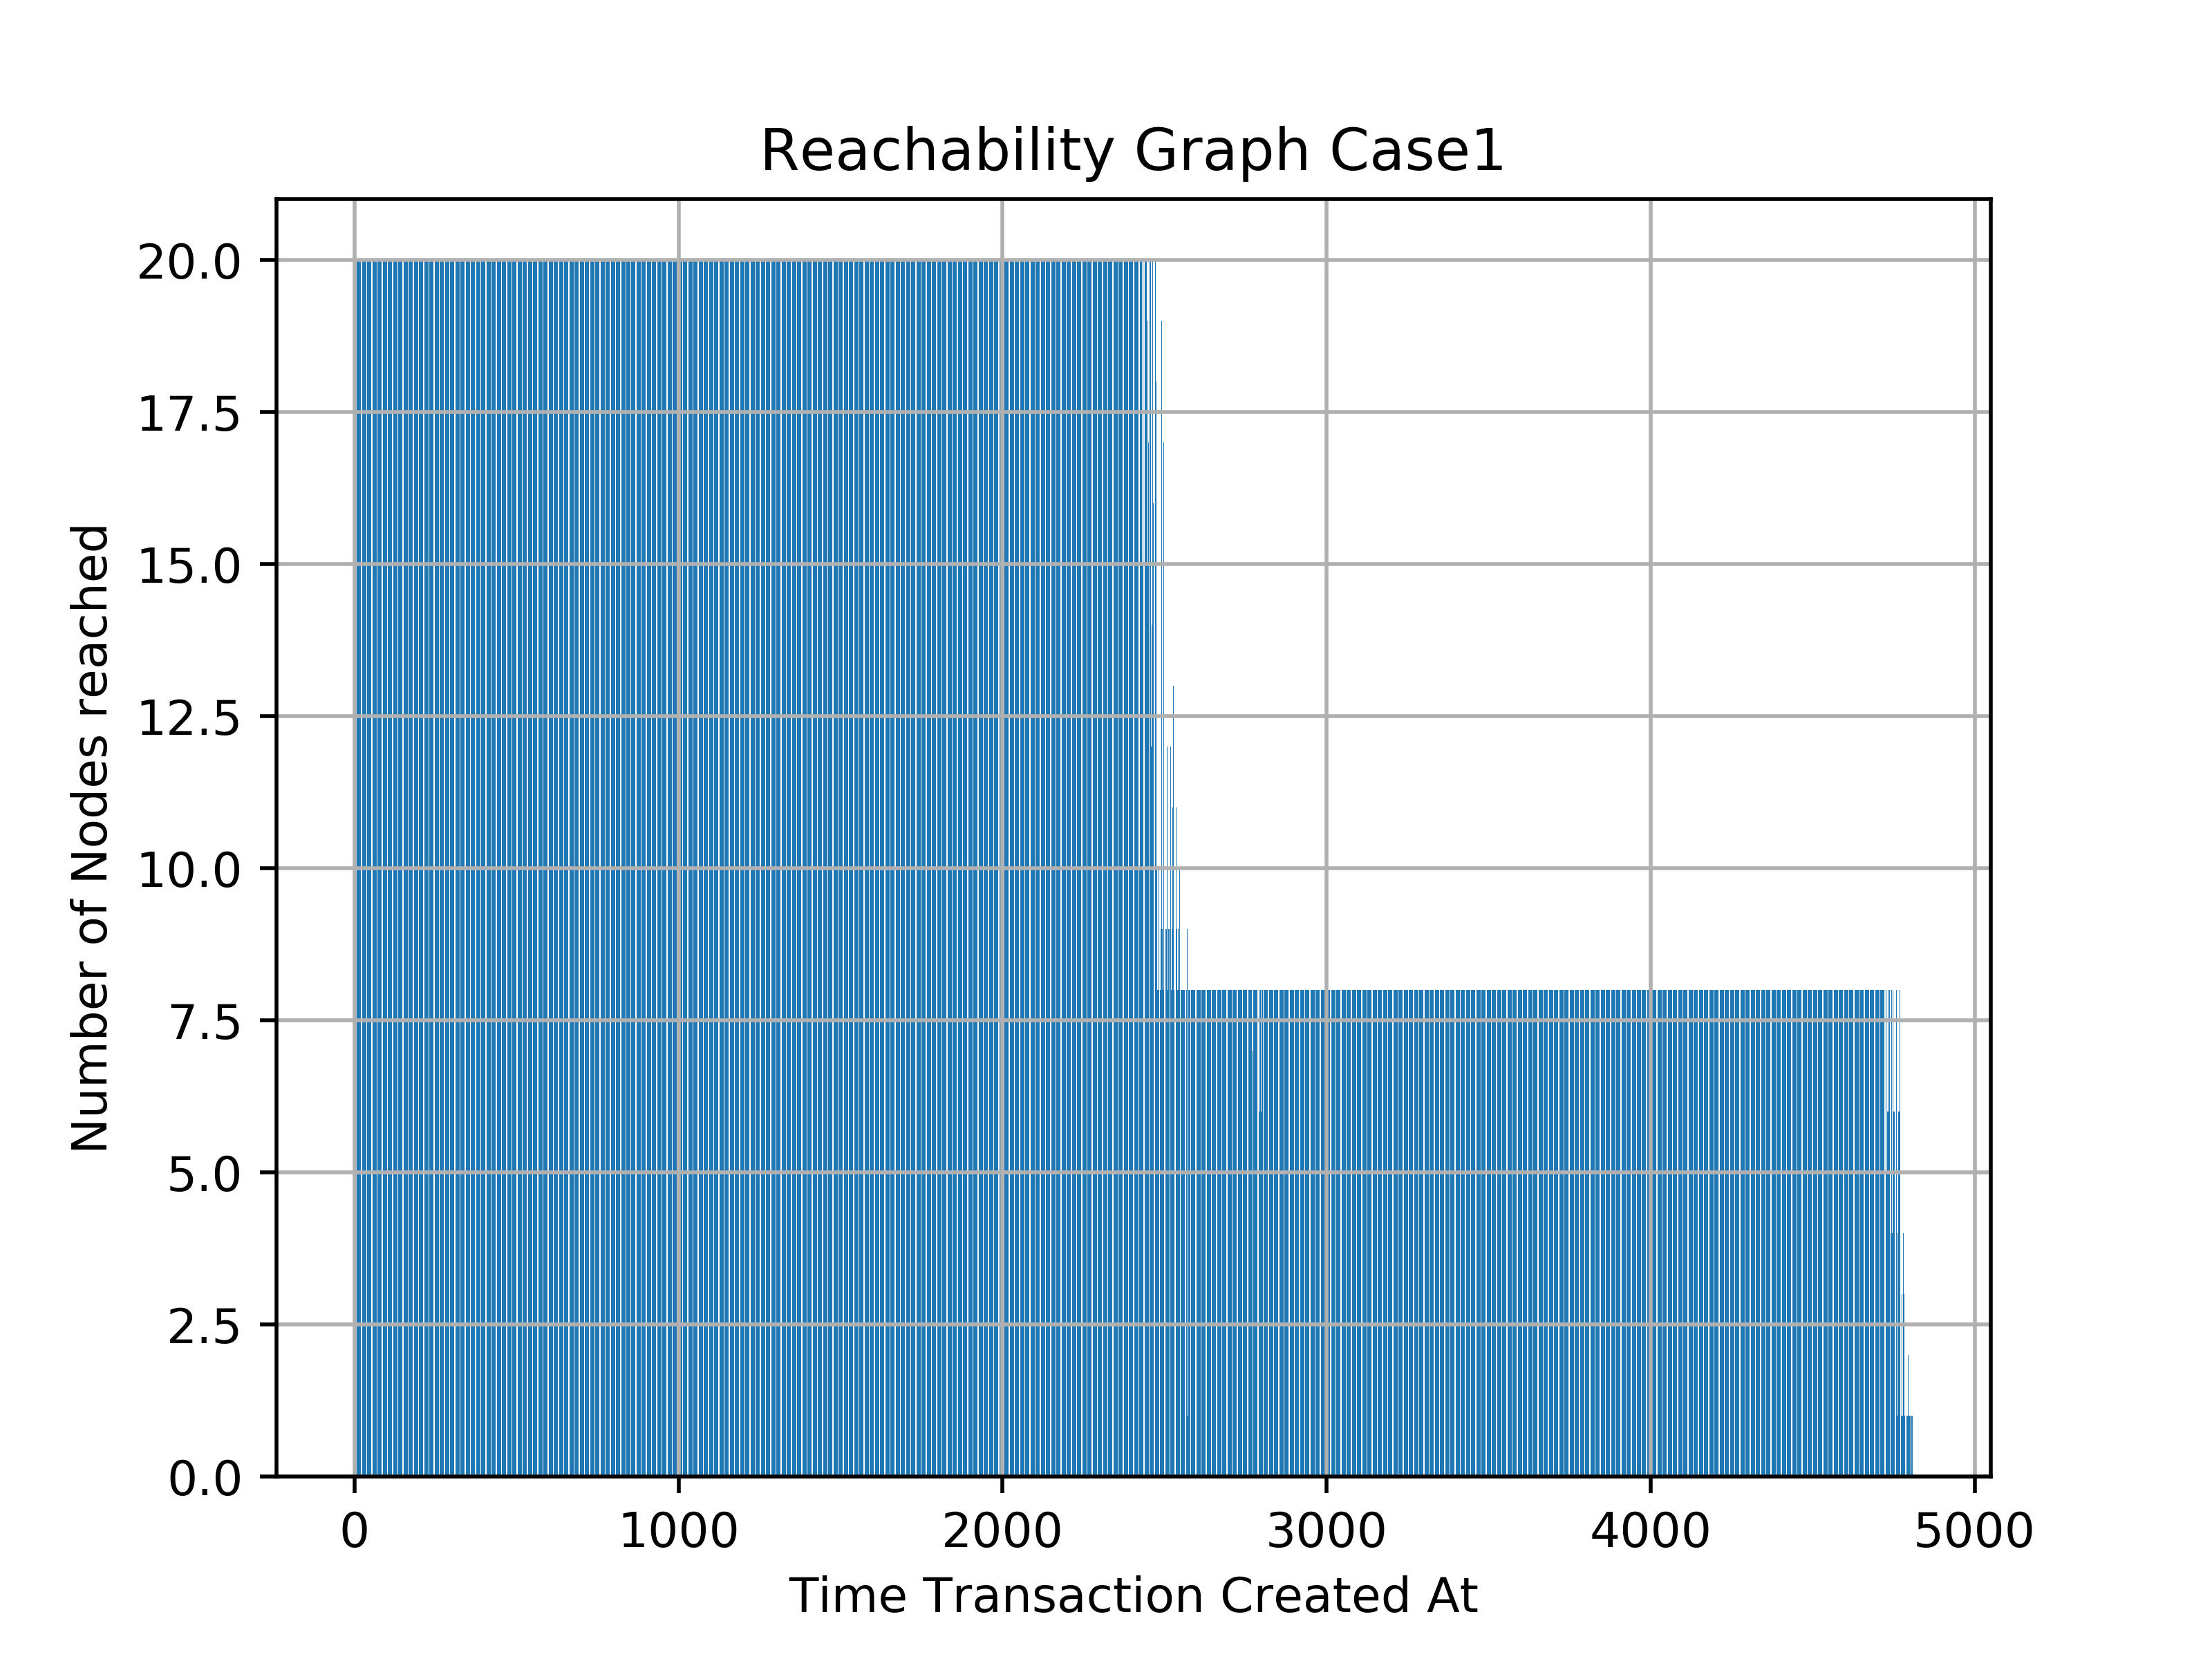 Reachability Graph Case1
20.0
17.5
15.0
12.5
10.0
7.5
5.0
2.5
0.0
Number of Nodes reached
0 1000 2000 3000 4000 5000
Time Transaction Created At